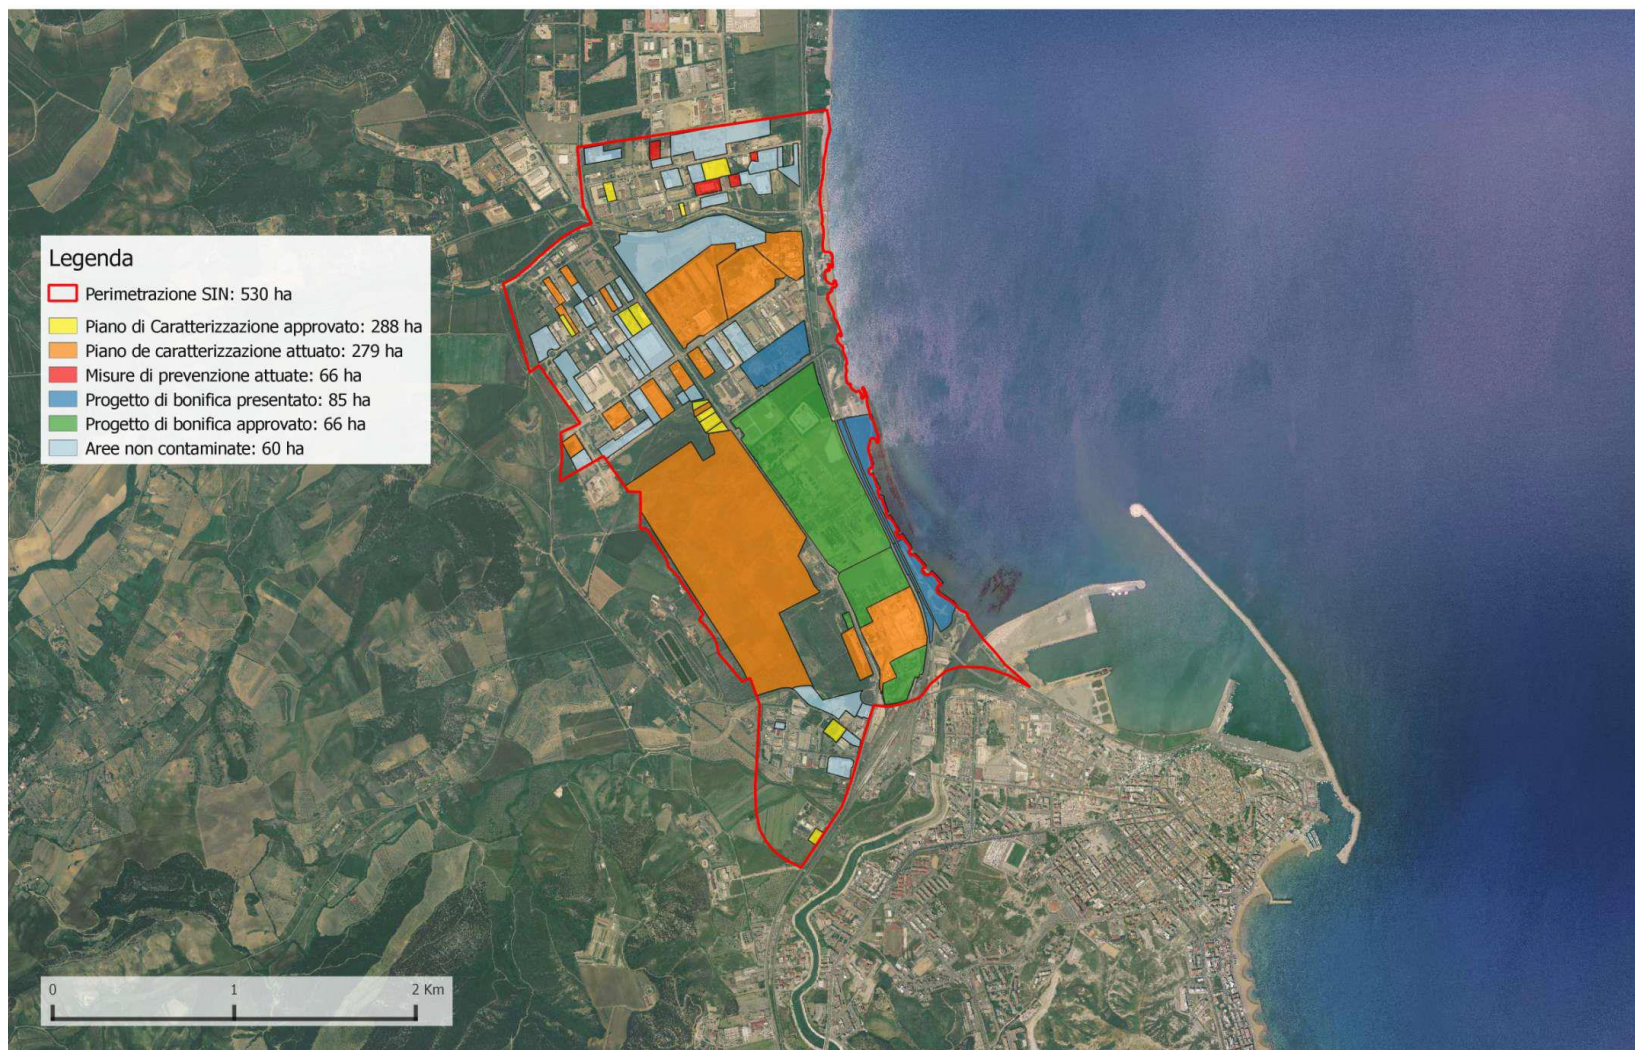 Legenda
Perimetrazione SIN: 530 ha
Piano di Caratterizzazione approvato: 288 ha
Piano de caratterizzazione attuato: 279 ha
Misure di prevenzione attuate: 66 ha
Progetto di bonifica presentato: 85 ha
Progetto di bonifica approvato: 66 ha
Aree non contaminate: 60 ha
0 1 2 Km